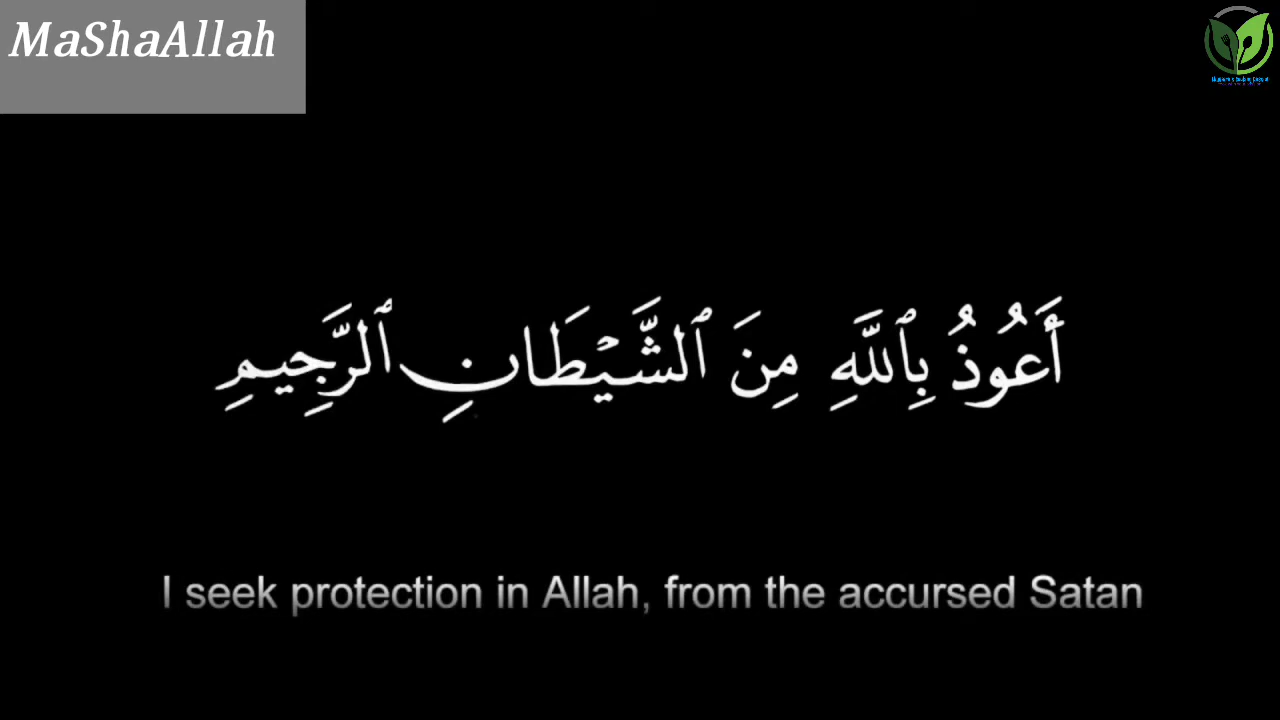 MaShaAllah
أَعُوذُ بِٱللَّهِ مِنَ ٱلشَّيْطَانِ ٱلرَّجِيمِ
I seek protection in Allah, from the accursed Satan